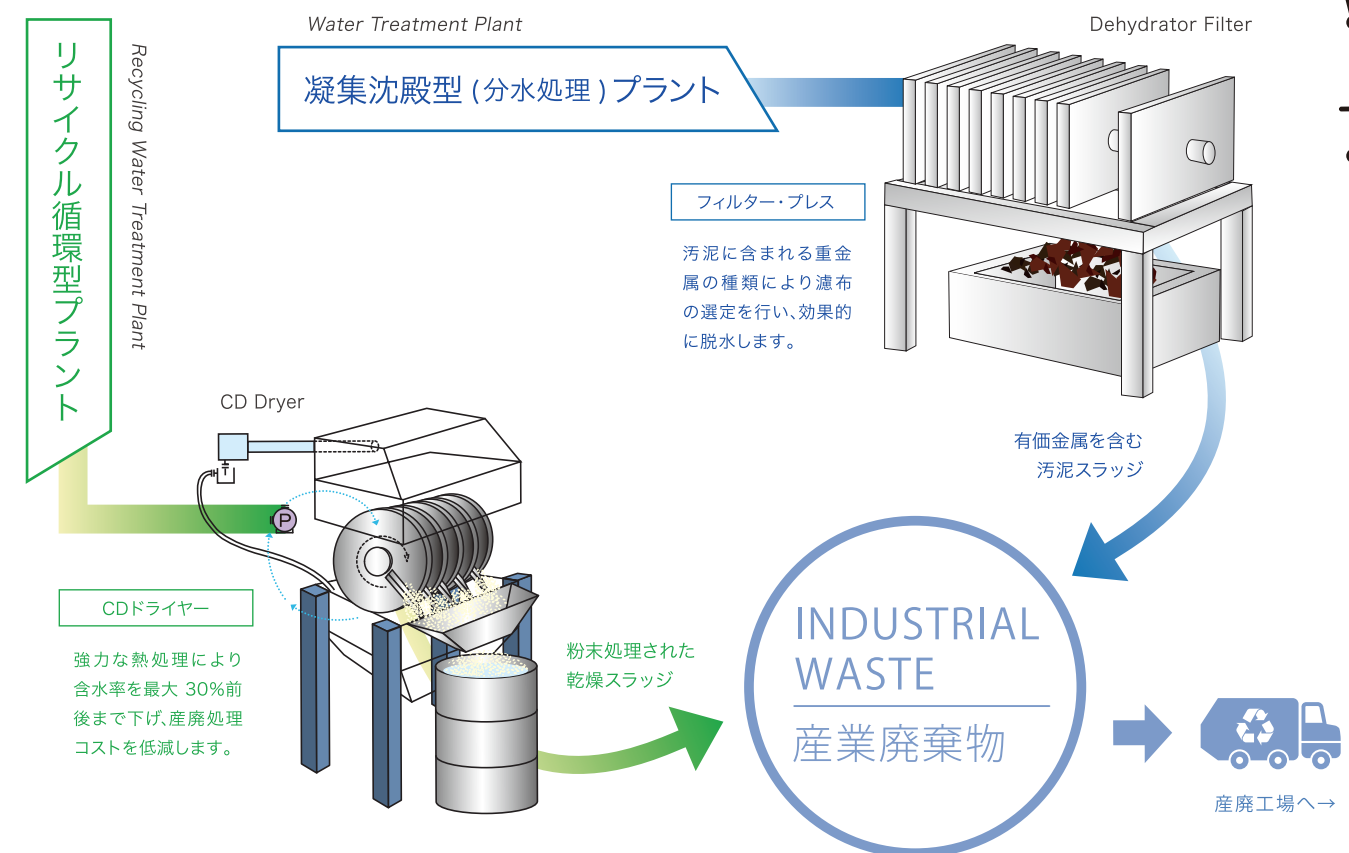 Water Treatment Plant
凝集沈殿型 (分水処理) プラント
Dehydrator Filter
リサイクル循環型プラント
Recycling Water Treatment Plant
フィルター・プレス
汚泥に含まれる重金
属の種類により濾布
の選定を行い、効果的
に脱水します。
有価金属を含む
汚泥スラッジ
CD Dryer
P
CDドライヤー
強力な熱処理により
含水率を最大 30%前
後まで下げ、産廃処理
コストを低減します。
粉末処理された
乾燥スラッジ
INDUSTRIAL
WASTE
産業廃棄物
産廃工場へ→